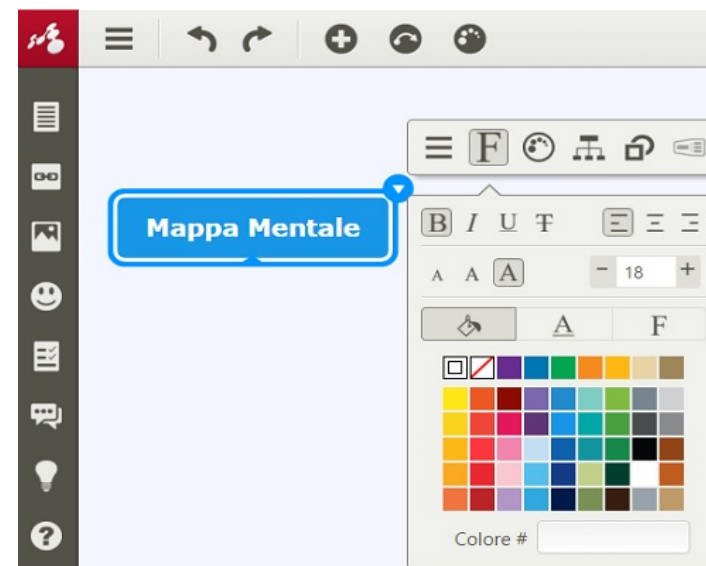 F
Mappa Mentale
B I U T
A A A - 18 +
A F
Colore #